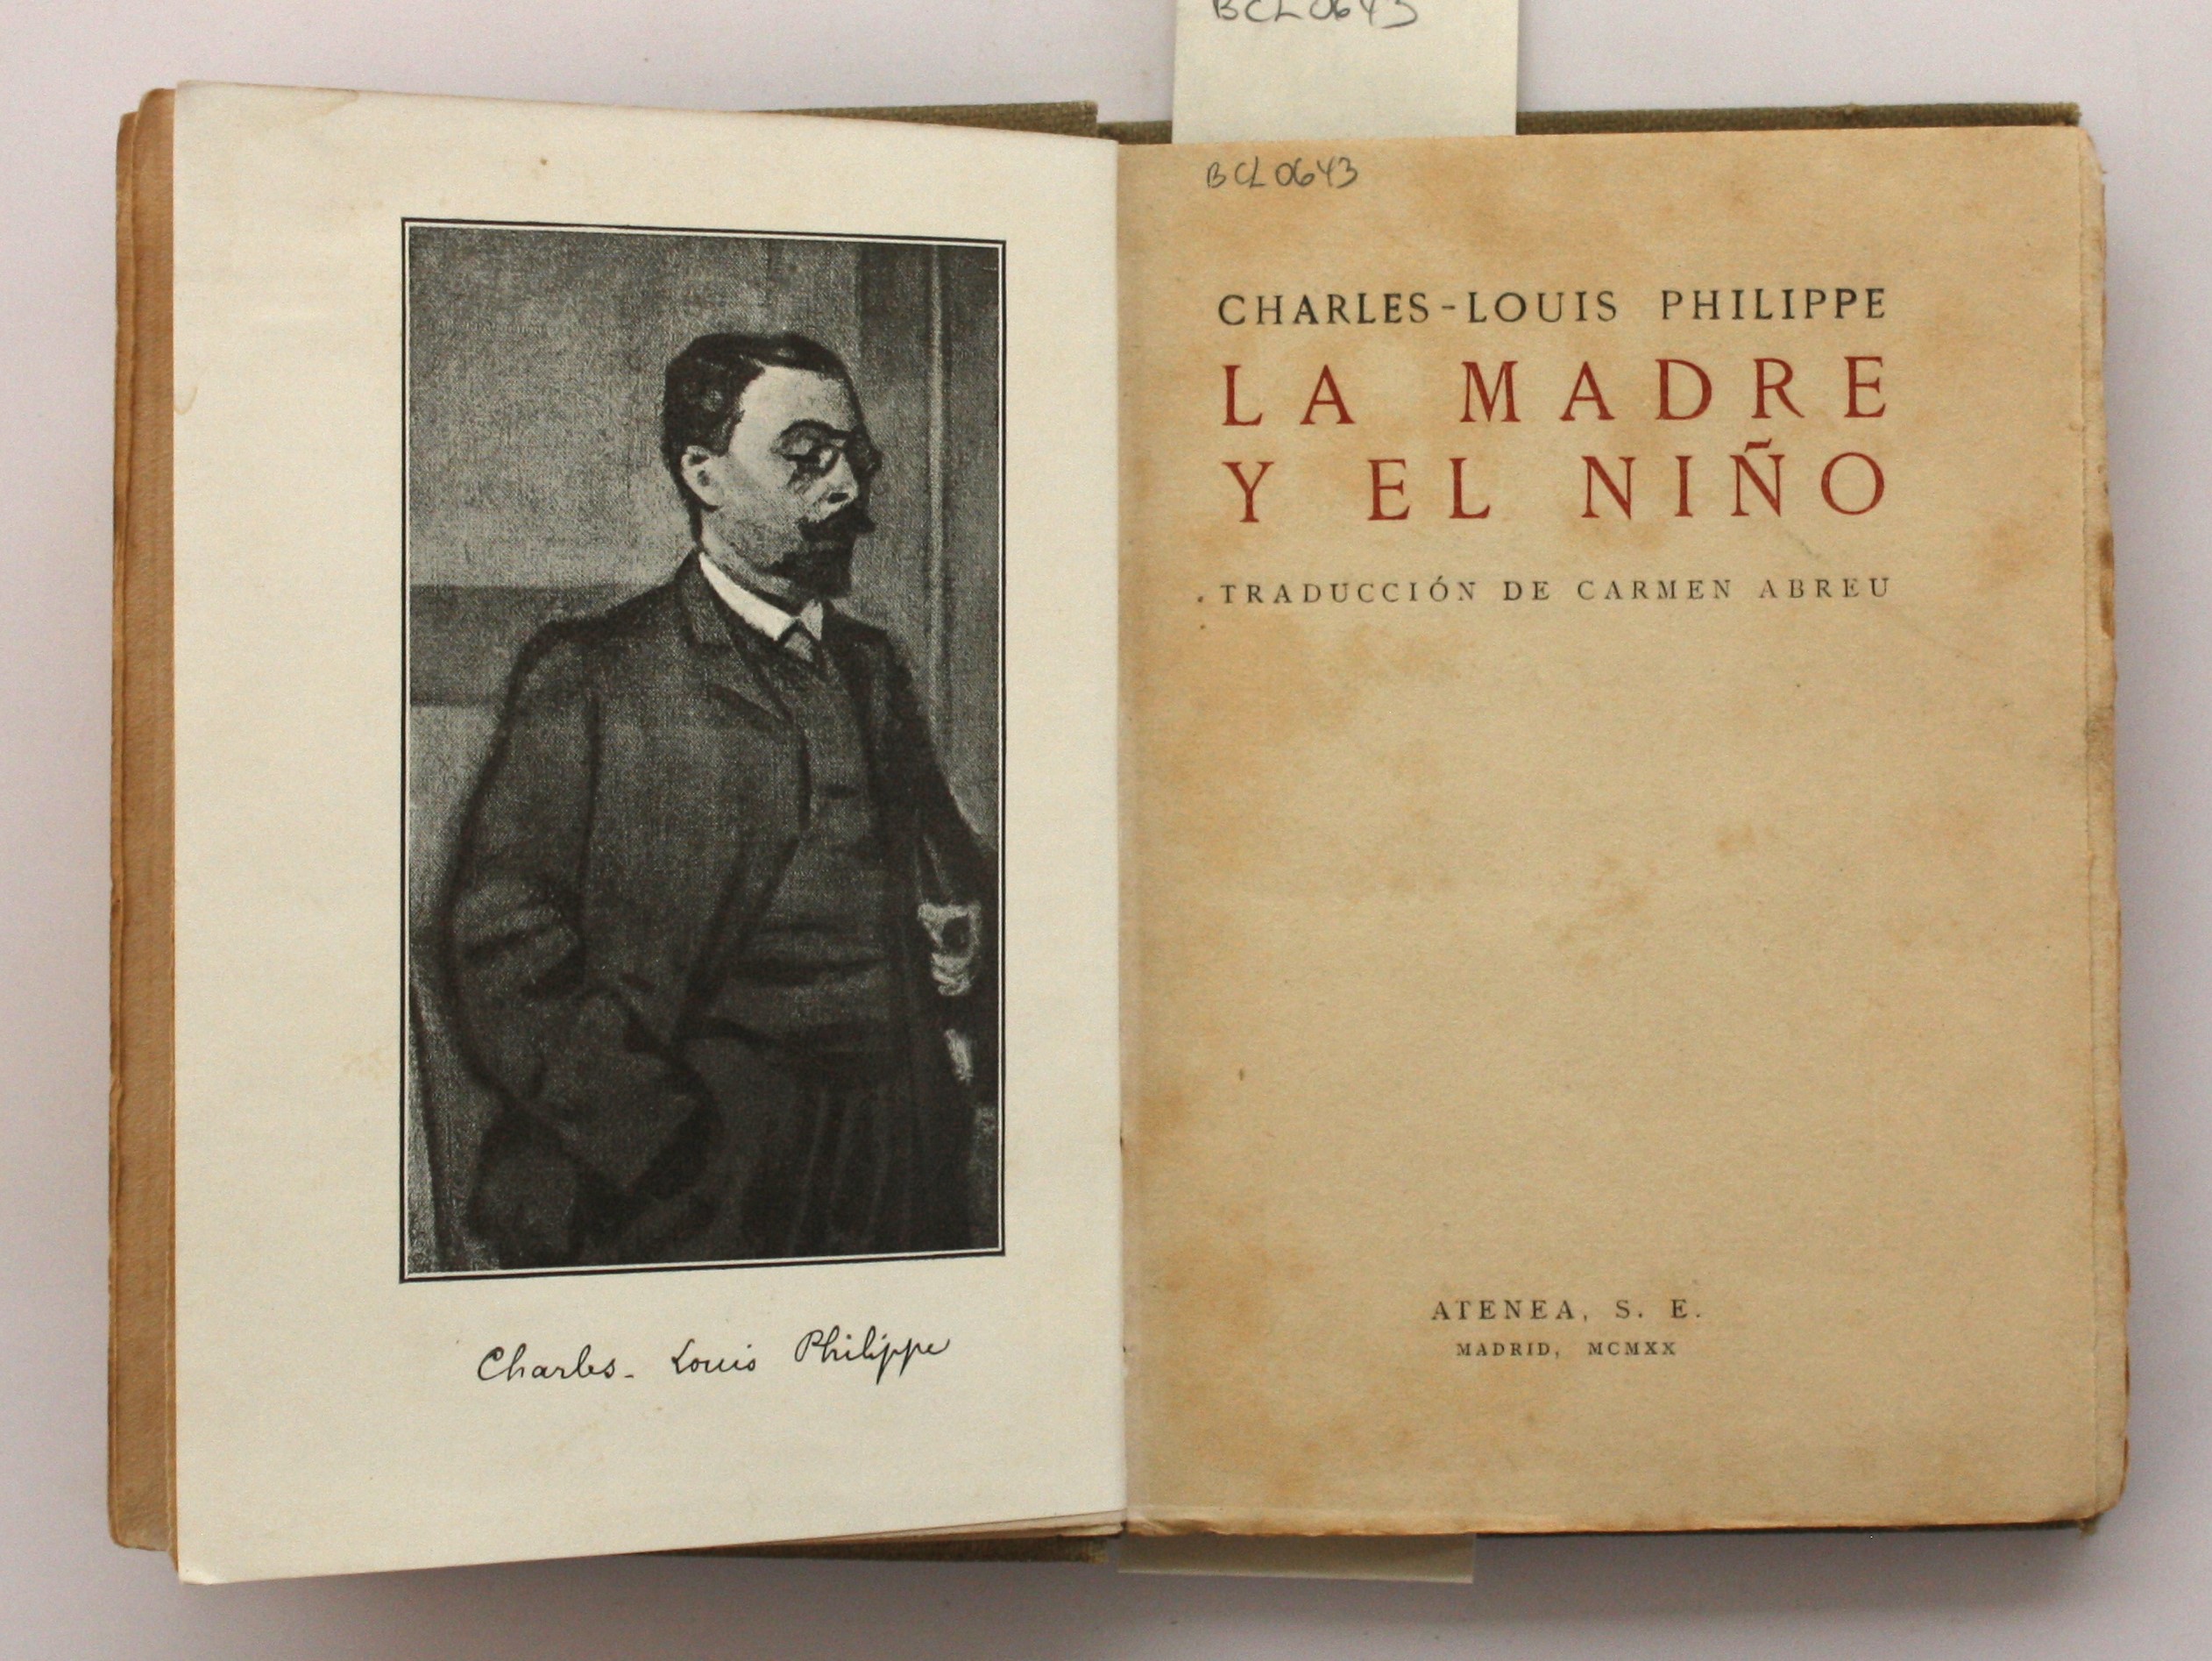 BCL0643
BCL0643
CHARLES-LOUIS PHILIPPE
LA MADRE
Y EL NIÑO
TRADUCCIÓN DE CARMEN ABREU
ATENEA, S. E.
MADRID, MCMXX
Charles-Louis Philippe